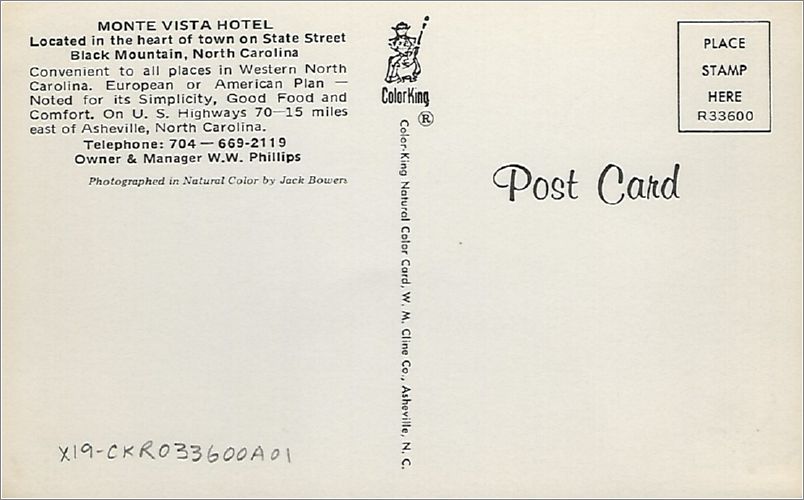 MONTE VISTA HOTEL
Located in the heart of town on State Street
Black Mountain, North Carolina
Convenient to all places in Western North
Carolina. European or American Plan —
Noted for its Simplicity, Good Food and
Comfort. On U. S. Highways 70—15 miles
east of Asheville, North Carolina.
Telephone: 704 — 669-2119
Owner & Manager W.W. Phillips
Photographed in Natural Color by Jack Bowers
ColorKing
®
Color-King Natural Color Card, W. M. Cline Co., Asheville, N. C.
PLACE
STAMP
HERE
R33600
Post Card
X19-CKR033600A01